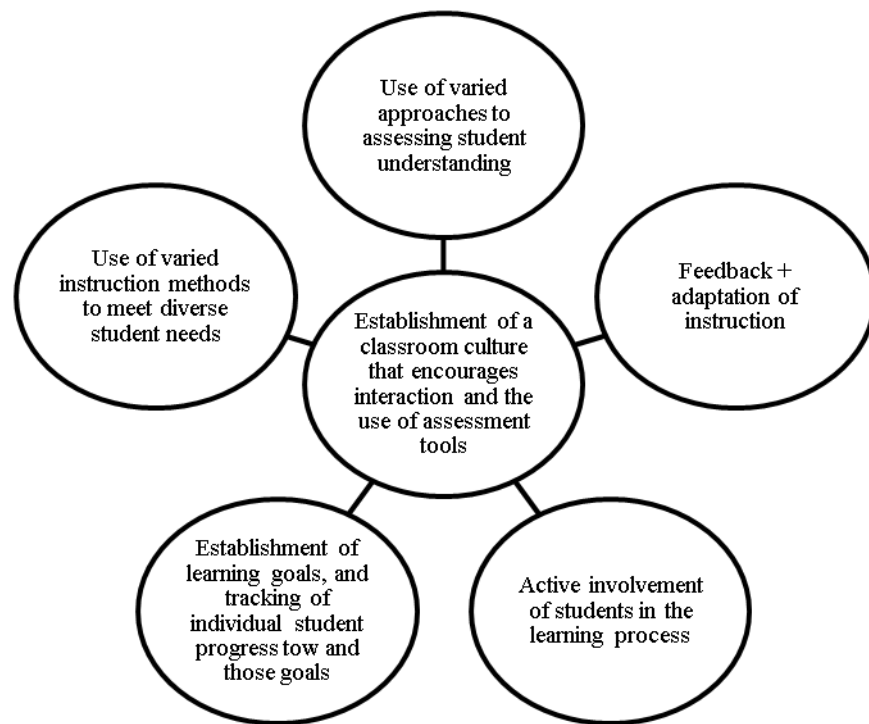 Use of varied
approaches to
assessing student
understanding
Use of varied
instruction methods
to meet diverse
student needs
Feedback +
adaptation of
instruction
Establishment of a
classroom culture
that encourages
interaction and the
use of assessment
tools
Establishment of
learning goals, and
tracking of
individual student
progress tow and
those goals
Active involvement
of students in the
learning process